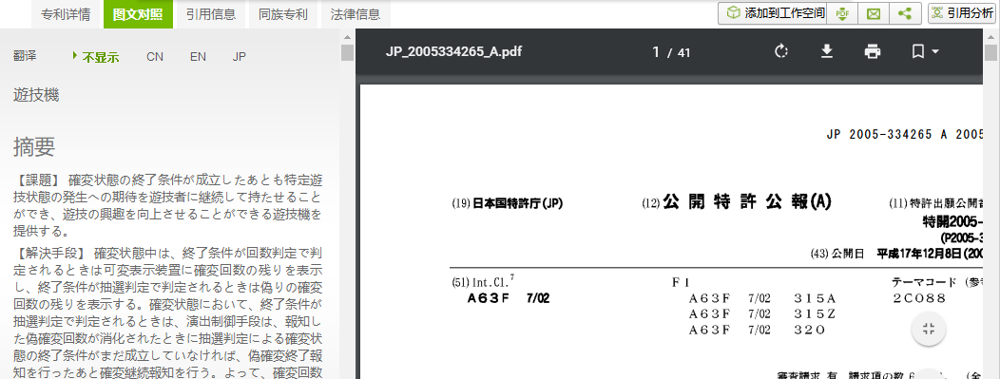 专利详情 图文对照 引用信息 同族专利 法律信息 添加到工作空间 引用分析
翻译 不显示 CN EN JP
遊技機
摘要
【課題】 確変状態の終了条件が成立したあとも特定遊
技状態の発生への期待を遊技者に継続して持たせること
ができ、遊技の興趣を向上させることができる遊技機を
提供する。
【解決手段】 確変状態中は、終了条件が回数判定で判
定されるときは可変表示装置に確変回数の残りを表示
し、終了条件が抽選判定で判定されるときは偽りの確変
回数の残りを表示する。確変状態において、終了条件が
抽選判定で判定されるときは、演出制御手段は、報知し
た偽確変回数が消化されたときに抽選判定による確変状
態の終了条件がまだ成立していなければ、偽確変終了報
知を行ったあと確変継続報知を行う。よって、確変回数
JP_2005334265_A.pdf 1 / 41
JP 2005-334265 A 2005
(19)日本国特許庁(JP) (12)公開特許公報(A) (11)特許出願公開
特開2005-
(P2005-3
(43)公開日 平成17年12月8日(200
(51)Int.Cl.7 F I テーマコード (参
A63F 7/02 A63F 7/02 315A 2C088
A63F 7/02 315Z
A63F 7/02 320
審査請求 有 請求項の数 6 (全